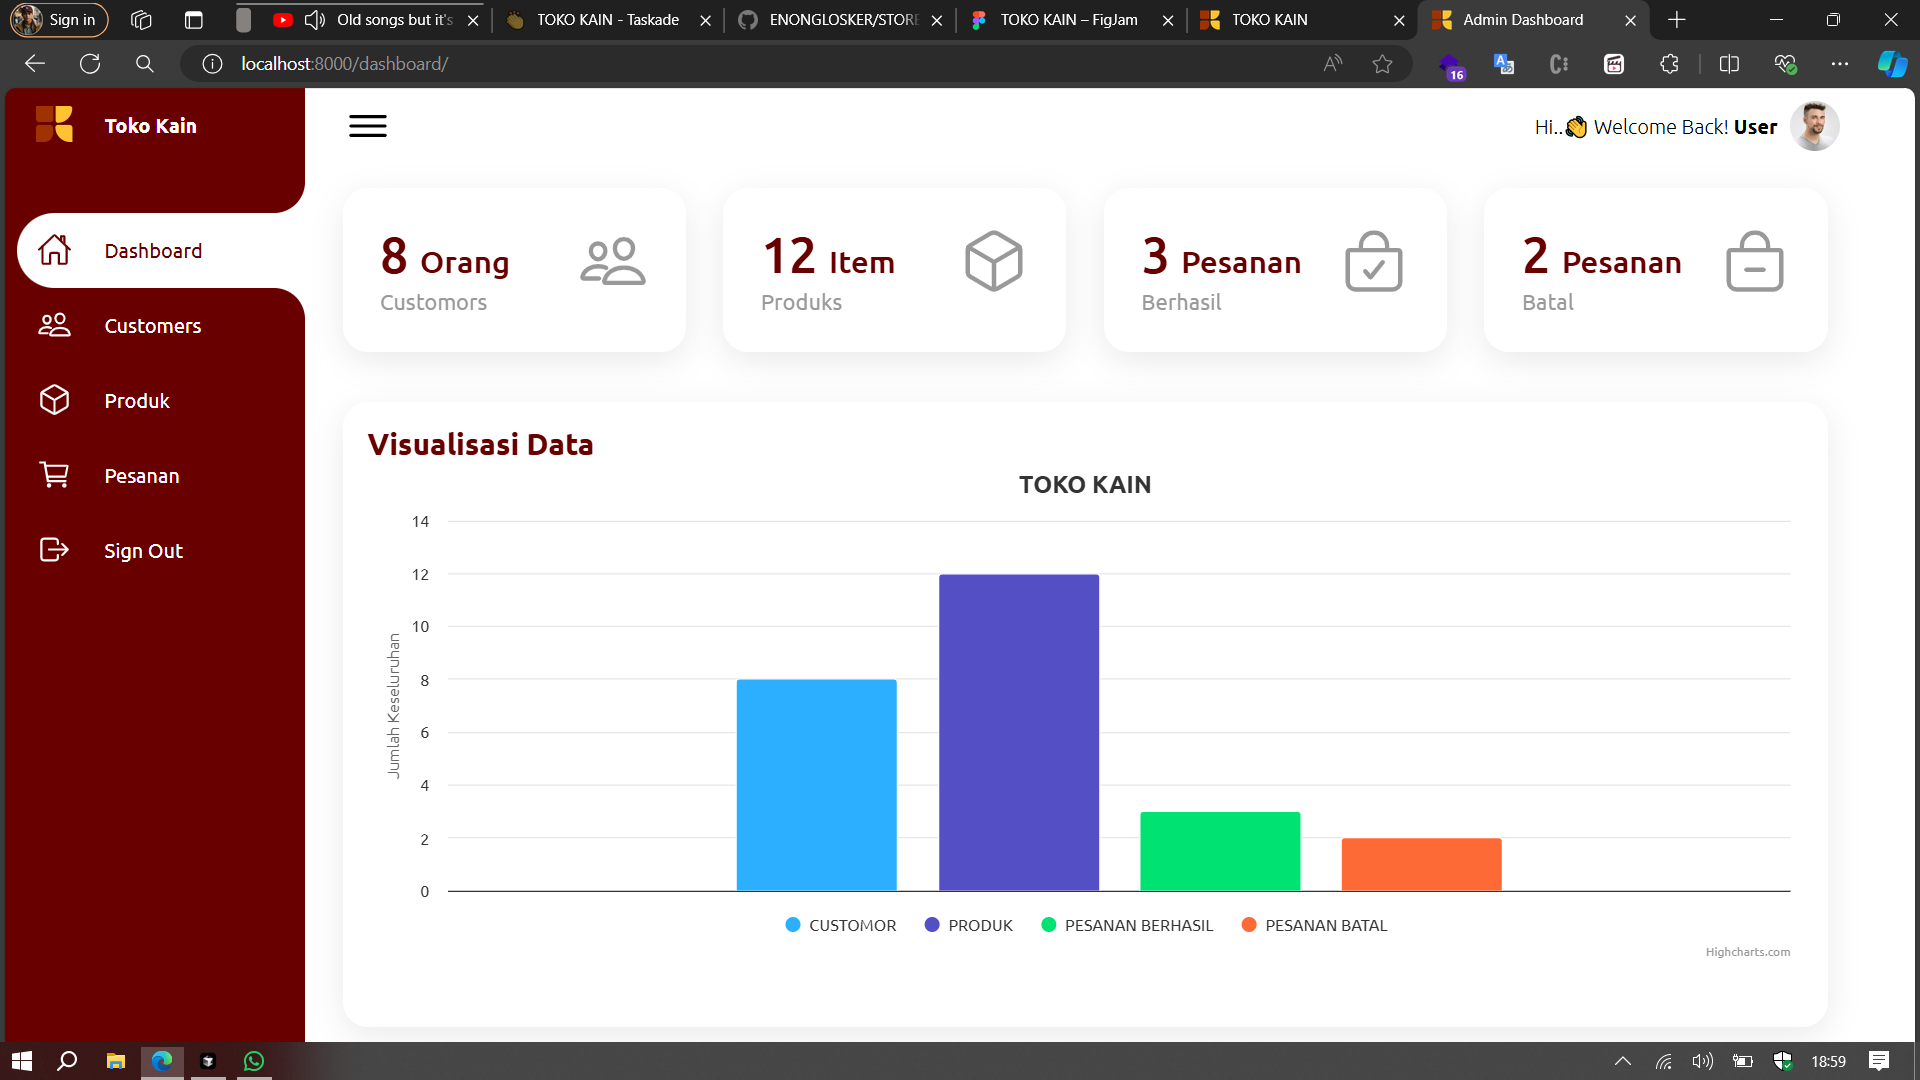 Sign in
Old songs but it's
TOKO KAIN - Taskade
ENONGLOSKER/STORE
TOKO KAIN – FigJam
TOKO KAIN
Admin Dashboard
localhost:8000/dashboard/
16
Toko Kain
Hi..👏 Welcome Back! User
Dashboard
Customers
Produk
Pesanan
Sign Out
8 Orang
Customors
12 Item
Produks
3 Pesanan
Berhasil
2 Pesanan
Batal
Visualisasi Data
TOKO KAIN
Jumlah Keseluruhan
14
12
10
8
6
4
2
0
CUSTOMOR
PRODUK
PESANAN BERHASIL
PESANAN BATAL
Highcharts.com
18:59